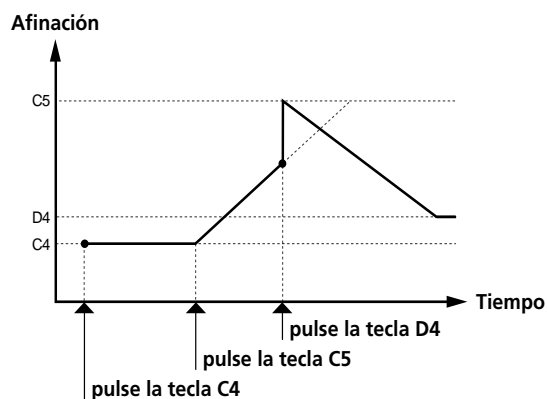 Afinación
C5
D4
C4
Tiempo
pulse la tecla D4
pulse la tecla C5
pulse la tecla C4